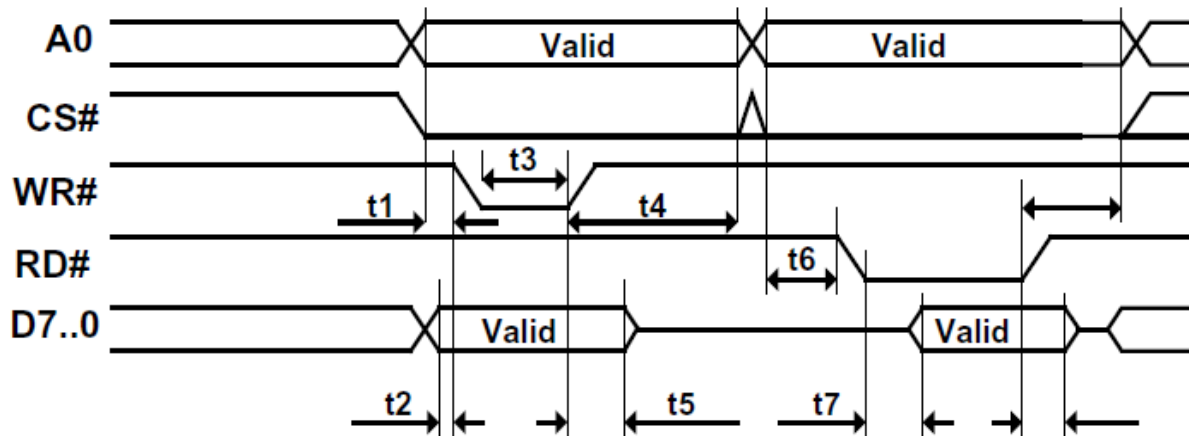 A0 Valid Valid
CS#
t3
WR#
t1 t4
RD# t6
D7..0 Valid Valid
t2 t5 t7